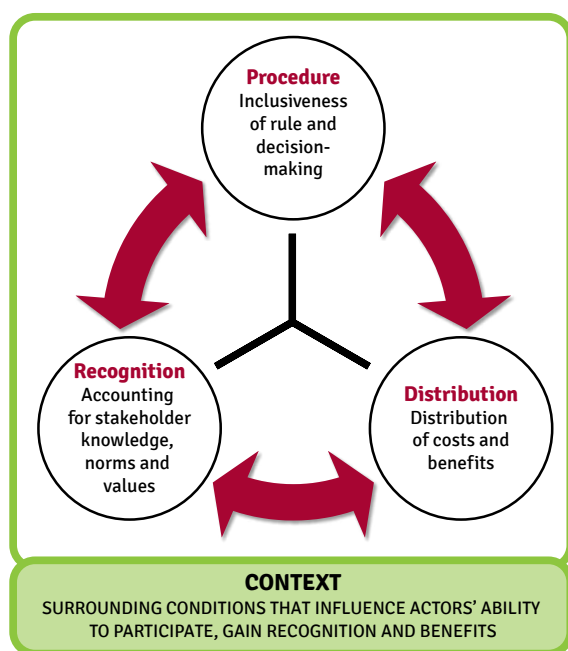 Procedure
Inclusiveness
of rule and
decision-
making
Recognition
Accounting
for stakeholder
knowledge,
norms and
values
Distribution
Distribution
of costs and
benefits
CONTEXT
SURROUNDING CONDITIONS THAT INFLUENCE ACTORS’ ABILITY
TO PARTICIPATE, GAIN RECOGNITION AND BENEFITS